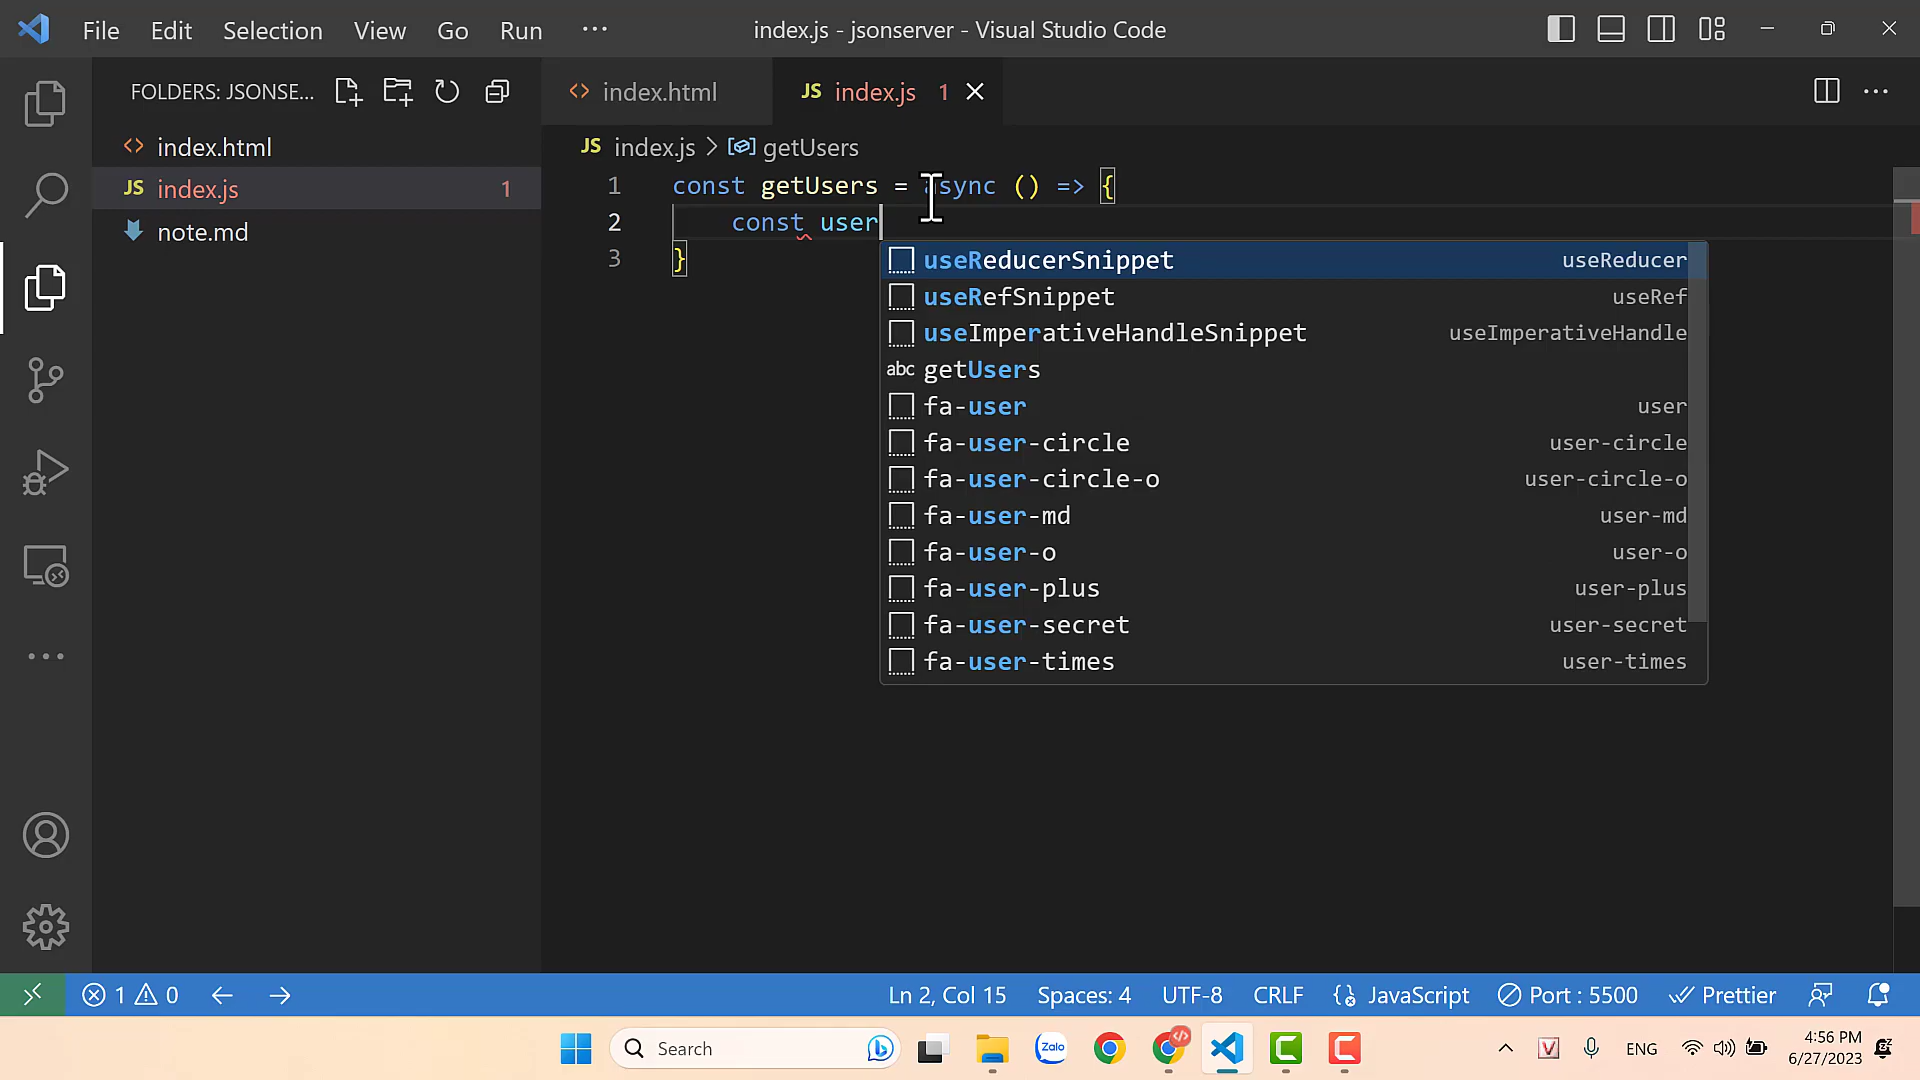 File Edit Selection View Go Run ··· index.js - jsonserver - Visual Studio Code
FOLDERS: JSONSE...
index.html
JS index.js 1
note.md
<> index.html JS index.js 1
JS index.js > getUsers
1 const getUsers = async () => {
2 const user
3 }
useReducerSnippet useReducer
useRefSnippet useRef
useImperativeHandleSnippet useImperativeHandle
abc getUsers
fa-user user
fa-user-circle user-circle
fa-user-circle-o user-circle-o
fa-user-md user-md
fa-user-o user-o
fa-user-plus user-plus
fa-user-secret user-secret
fa-user-times user-times
1 0 Ln 2, Col 15 Spaces: 4 UTF-8 CRLF JavaScript Port : 5500 Prettier
Search Zalo V ENG 4:56 PM
6/27/2023